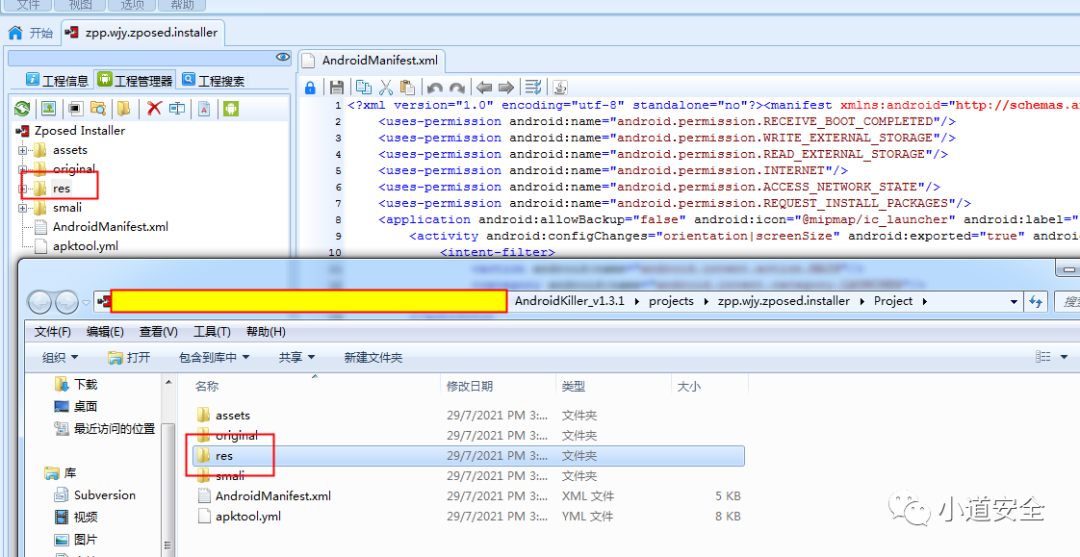 文件 视图 选项 帮助
开始 zpp.wjy.zposed.installer
AndroidManifest.xml
工程信息 工程管理器 工程搜索
Zposed Installer
assets
original
res
smali
AndroidManifest.xml
apktool.yml
1 <?xml version="1.0" encoding="utf-8" standalone="no"?><manifest xmlns:android="http://schemas.a
2 <uses-permission android:name="android.permission.RECEIVE_BOOT_COMPLETED"/>
3 <uses-permission android:name="android.permission.WRITE_EXTERNAL_STORAGE"/>
4 <uses-permission android:name="android.permission.READ_EXTERNAL_STORAGE"/>
5 <uses-permission android:name="android.permission.INTERNET"/>
6 <uses-permission android:name="android.permission.ACCESS_NETWORK_STATE"/>
7 <uses-permission android:name="android.permission.REQUEST_INSTALL_PACKAGES"/>
8 <application android:allowBackup="false" android:icon="@mipmap/ic_launcher" android:label="
9 <activity android:configChanges="orientation|screenSize" android:exported="true" androi
10 <intent-filter>
AndroidKiller_v1.3.1 projects zpp.wjy.zposed.installer Project
文件(F) 编辑(E) 查看(V) 工具(T) 帮助(H)
组织 打开 包含到库中 共享 新建文件夹
下载
桌面
最近访问的位置
库
Subversion
视频
图片
名称 修改日期 类型 大小
assets 29/7/2021 PM 3:... 文件夹
original 29/7/2021 PM 3:... 文件夹
res 29/7/2021 PM 3:... 文件夹
smali 29/7/2021 PM 3:... 文件夹
AndroidManifest.xml 29/7/2021 PM 3:... XML 文件 5 KB
apktool.yml 29/7/2021 PM 3:... YML 文件 8 KB
小道安全